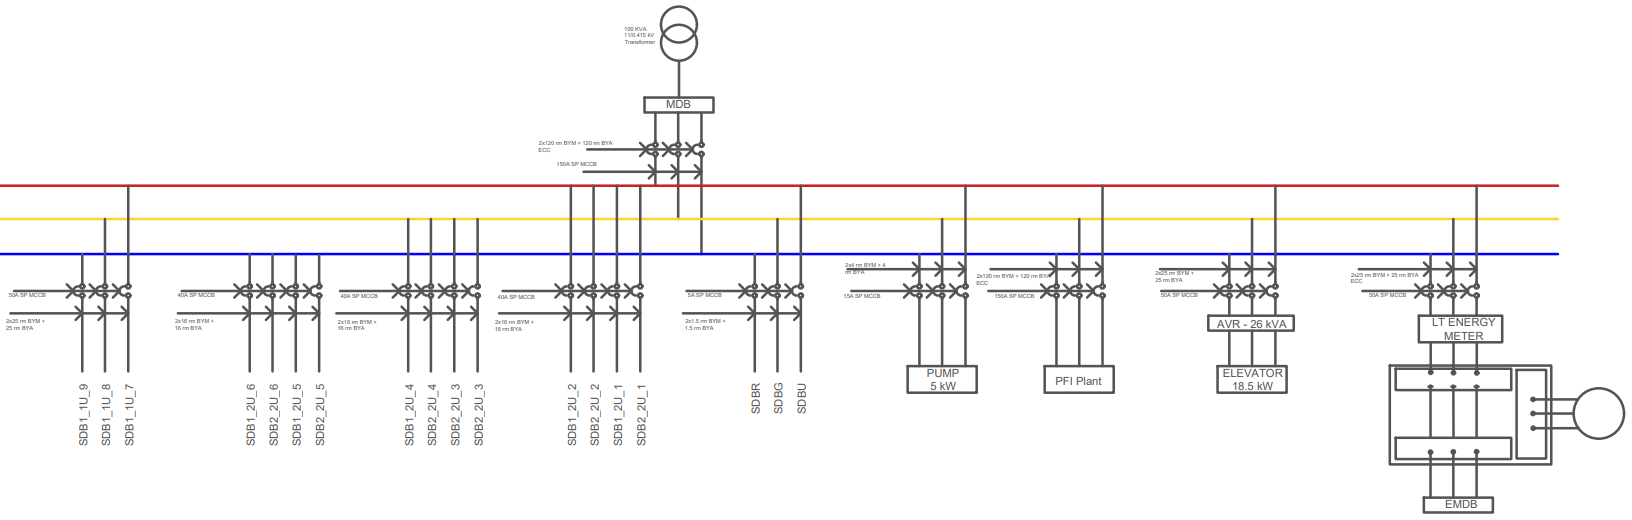 100 KVA
11/0.415 kV
Transformer
MDB
2x120 rm BYM + 120 rm BYA
ECC
150A SP MCCB
50A SP MCCB
2x25 rm BYM +
25 rm BYA
SDB1_1U_9
SDB1_1U_8
SDB1_1U_7
40A SP MCCB
2x16 rm BYM +
16 rm BYA
SDB1_2U_6
SDB2_2U_6
SDB1_2U_5
SDB2_2U_5
40A SP MCCB
2x16 rm BYM +
16 rm BYA
SDB1_2U_4
SDB2_2U_4
SDB2_2U_3
SDB2_2U_3
40A SP MCCB
2x16 rm BYM +
16 rm BYA
SDB1_2U_2
SDB2_2U_2
SDB1_2U_1
SDB2_2U_1
5A SP MCCB
2x1.5 rm BYM +
1.5 rm BYA
SDBR
SDBG
SDBU
2x4 rm BYM + 4
rm BYA
15A SP MCCB
PUMP
5 kW
2x120 rm BYM + 120 rm BYA
ECC
150A SP MCCB
PFI Plant
2x25 rm BYM +
25 rm BYA
50A SP MCCB
AVR - 26 kVA
ELEVATOR
18.5 kW
2x25 rm BYM + 25 rm BYA
ECC
50A SP MCCB
LT ENERGY
METER
EMDB